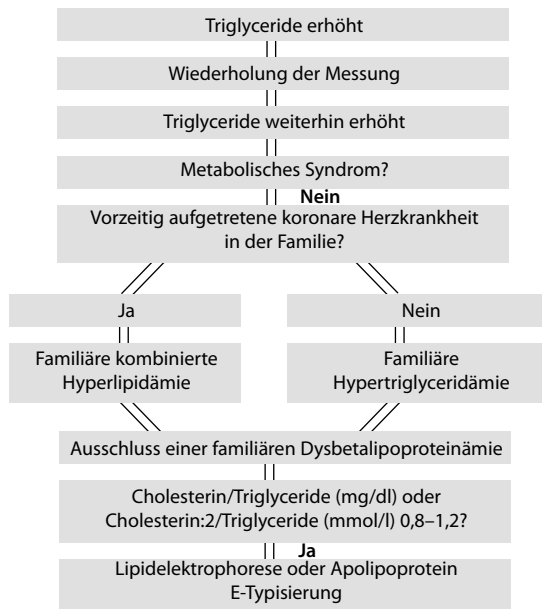 Triglyceride erhöht
Wiederholung der Messung
Triglyceride weiterhin erhöht
Metabolisches Syndrom?
Nein
Vorzeitig aufgetretene koronare Herzkrankheit
in der Familie?
Ja
Nein
Familiäre kombinierte
Hyperlipidämie
Familiäre
Hypertriglyceridämie
Ausschluss einer familiären Dysbetalipoproteinämie
Cholesterin/Triglyceride (mg/dl) oder
Cholesterin:2/Triglyceride (mmol/l) 0,8–1,2?
Ja
Lipidelektrophorese oder Apolipoprotein
E-Typisierung